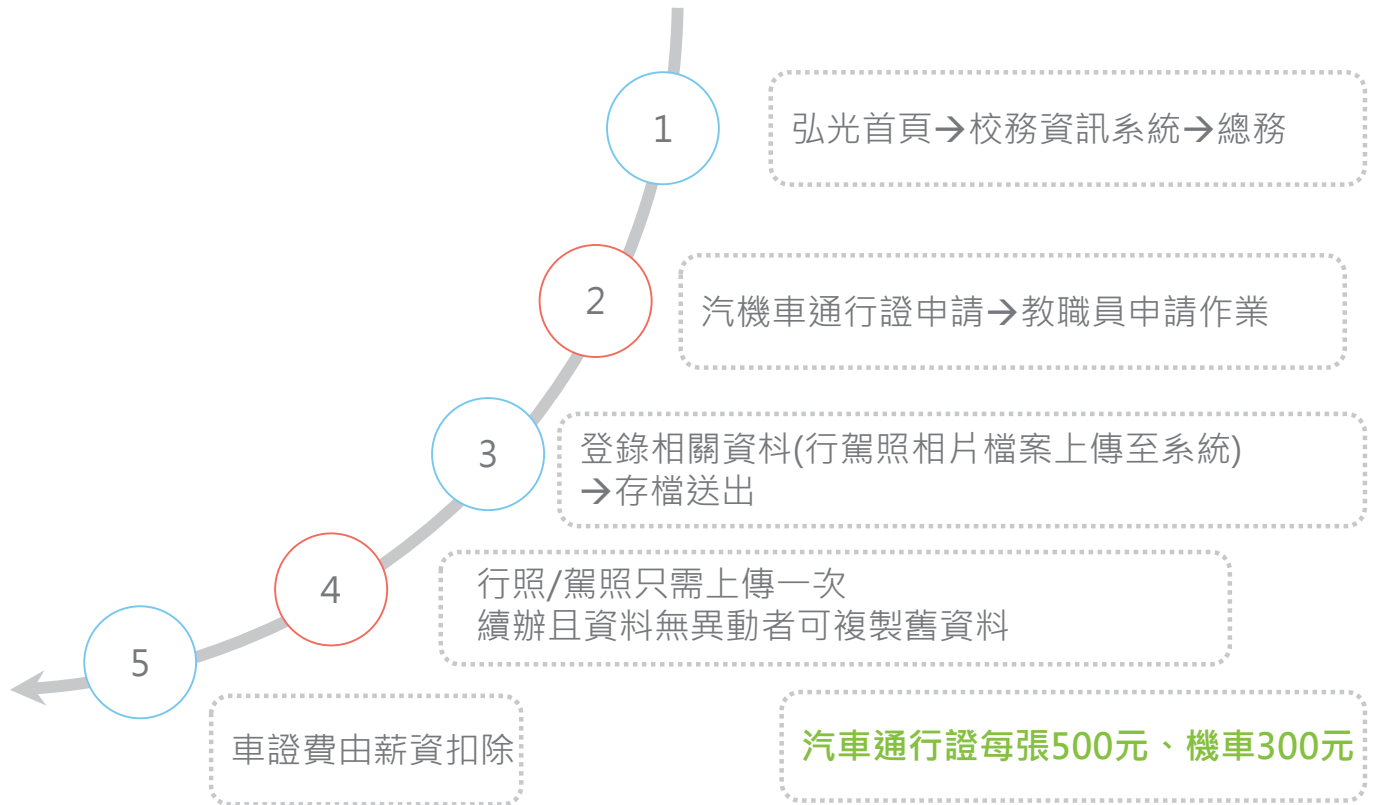 1
弘光首頁→校務資訊系統→總務
2
汽機車通行證申請→教職員申請作業
3
登錄相關資料(行駕照相片檔案上傳至系統)
→存檔送出
4
行照/駕照只需上傳一次
續辦且資料無異動者可複製舊資料
5
車證費由薪資扣除
汽車通行證每張500元、機車300元